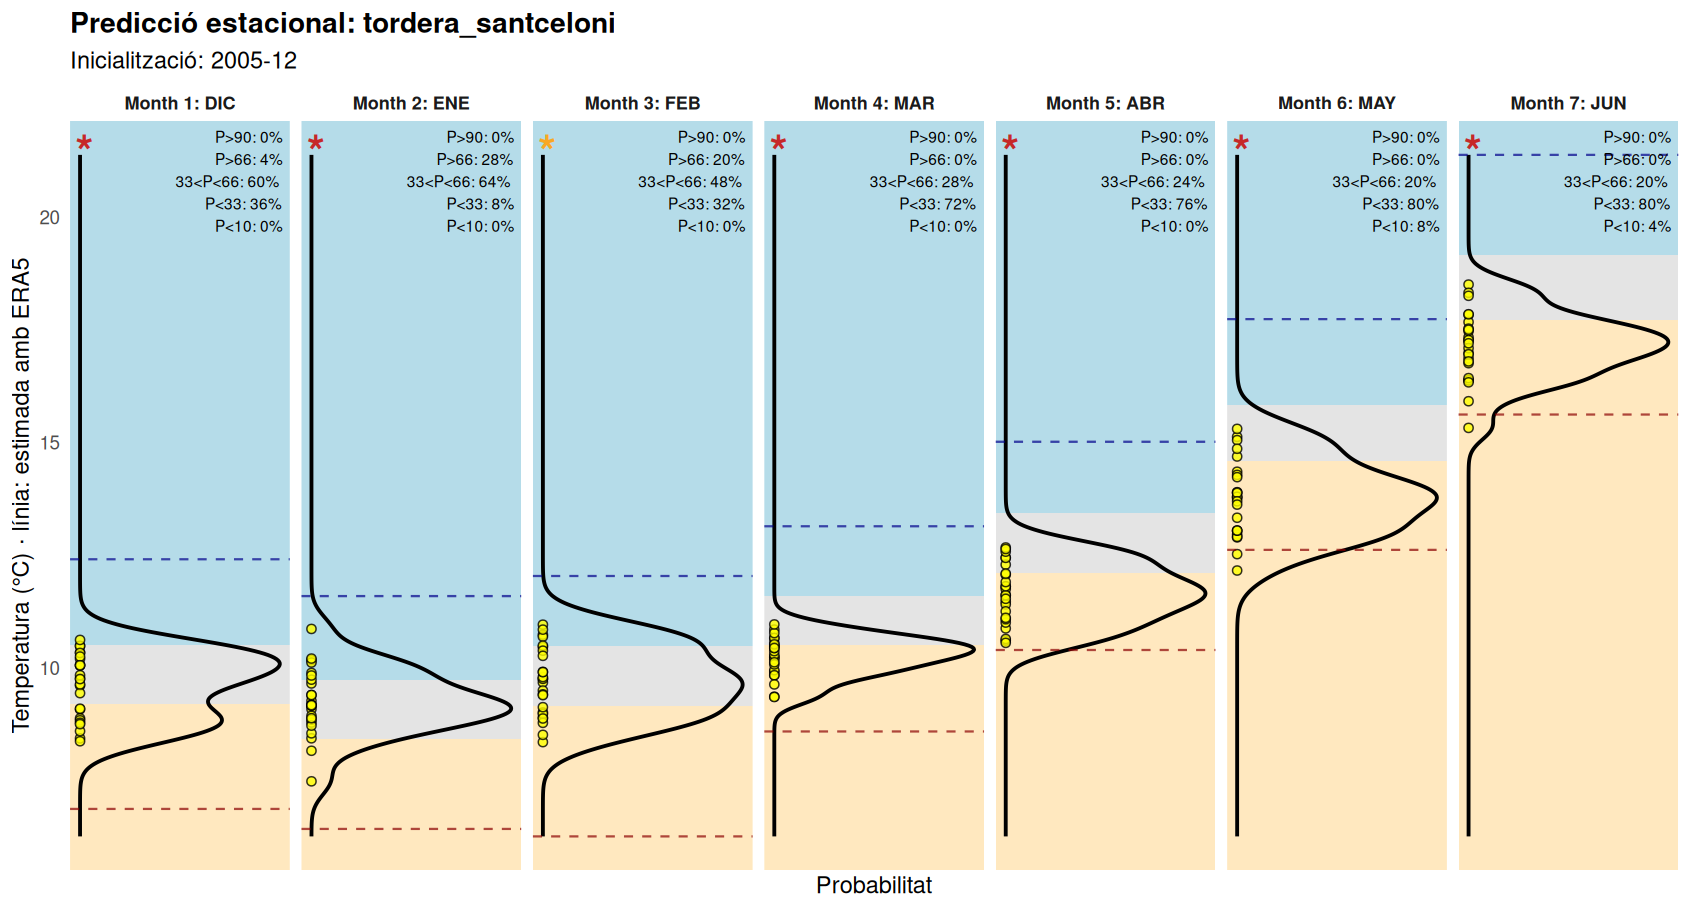 Predicció estacional: tordera_santceloni
Inicialització: 2005-12
Month 1: DIC
Month 2: ENE
Month 3: FEB
Month 4: MAR
Month 5: ABR
Month 6: MAY
Month 7: JUN
*
P>90: 0%
P>66: 4%
33<P<66: 60%
P<33: 36%
P<10: 0%
*
P>90: 0%
P>66: 28%
33<P<66: 64%
P<33: 8%
P<10: 0%
*
P>90: 0%
P>66: 20%
33<P<66: 48%
P<33: 32%
P<10: 0%
*
P>90: 0%
P>66: 0%
33<P<66: 28%
P<33: 72%
P<10: 0%
*
P>90: 0%
P>66: 0%
33<P<66: 24%
P<33: 76%
P<10: 0%
*
P>90: 0%
P>66: 0%
33<P<66: 20%
P<33: 80%
P<10: 8%
*
P>90: 0%
P>66: 0%
33<P<66: 20%
P<33: 80%
P<10: 4%
Temperatura (°C) · línia: estimada amb ERA5
20
15
10
Probabilitat